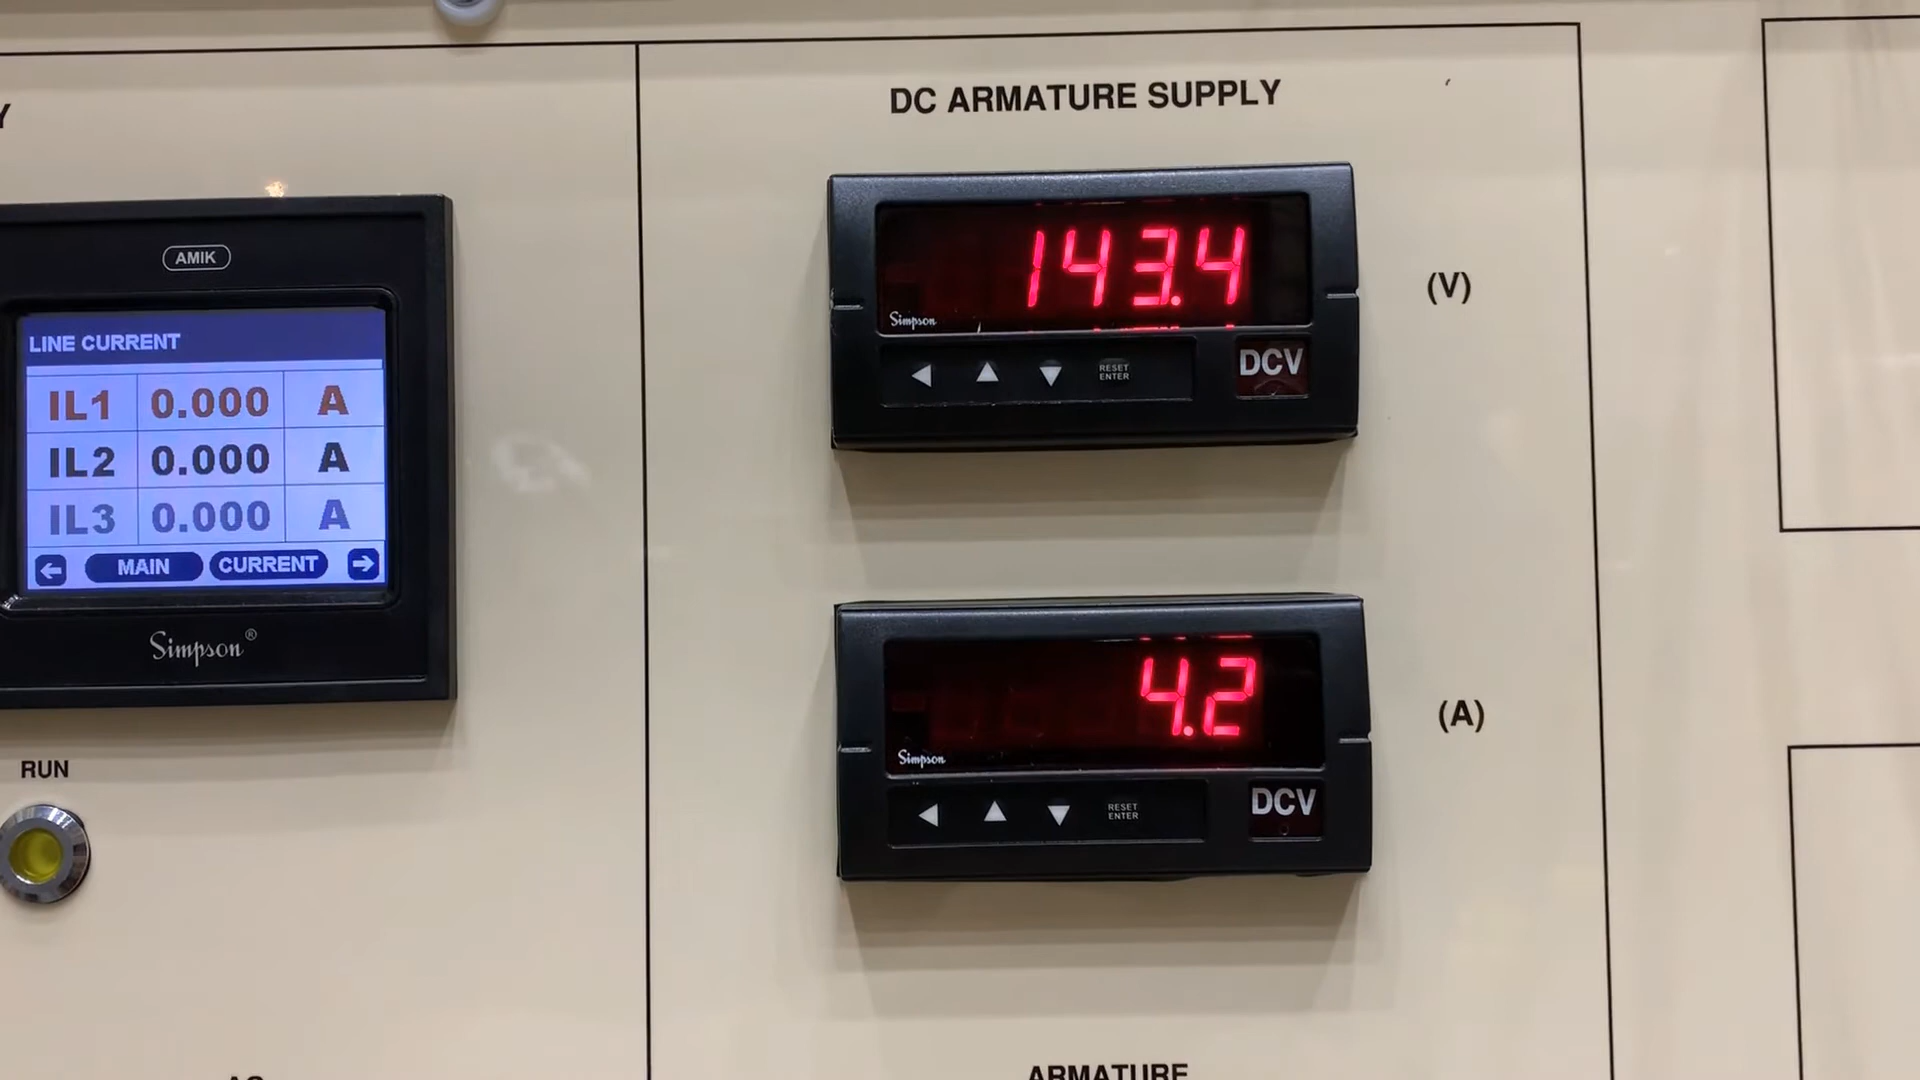 Y
AMIK
LINE CURRENT
IL1 0.000 A
IL2 0.000 A
IL3 0.000 A
MAIN CURRENT
Simpson®
RUN
DC ARMATURE SUPPLY
143.4
Simpson
RESET
ENTER
DCV
(V)
4.2
Simpson
RESET
ENTER
DCV
(A)
ARMATURE